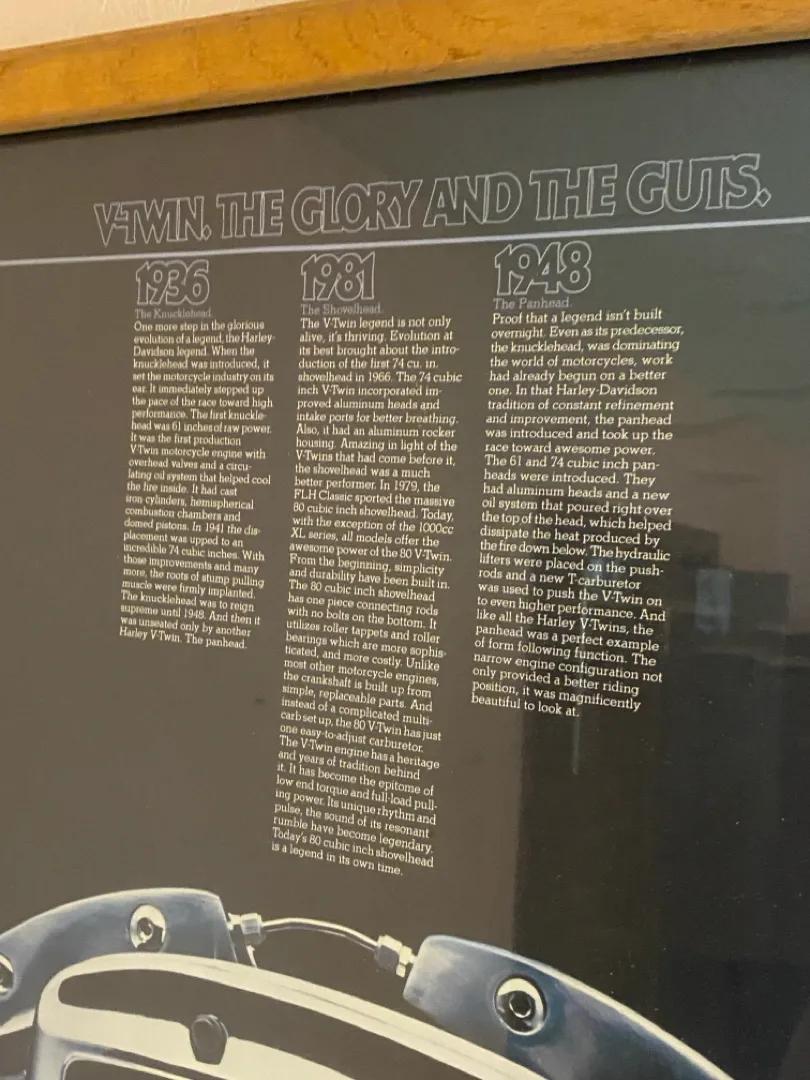 V-TWIN. THE GLORY AND THE GUTS.
1936
The Knucklehead.
One more step in the glorious
evolution of a legend, the Harley-
Davidson legend. When the
knucklehead was introduced, it
set the motorcycle industry on its
ear. It immediately stepped up
the pace of the race toward high
performance. The first knuckle-
head was 61 inches of raw power.
It was the first production
V-Twin motorcycle engine with
overhead valves and a circu-
lating oil system that helped cool
the fire inside. It had cast
iron cylinders, hemispherical
combustion chambers and
domed pistons. In 1941 the dis-
placement was upped to an
incredible 74 cubic inches. With
those improvements and many
more, the roots of stump pulling
muscle were firmly implanted.
The knucklehead was to reign
supreme until 1948. And then it
was unseated only by another
Harley V-Twin. The panhead.
1981
The Shovelhead.
The V-Twin legend is not only
alive, it's thriving. Evolution at
its best brought about the intro-
duction of the first 74 cu. in.
shovelhead in 1966. The 74 cubic
inch V-Twin incorporated im-
proved aluminum heads and
intake ports for better breathing.
Also, it had an aluminum rocker
housing. Amazing in light of the
V-Twins that had come before it,
the shovelhead was a much
better performer. In 1979, the
FLH Classic sported the massive
80 cubic inch shovelhead. Today,
with the exception of the 1000cc
XL series, all models offer the
awesome power of the 80 V-Twin.
From the beginning, simplicity
and durability have been built in.
The 80 cubic inch shovelhead
has one piece connecting rods
with no bolts on the bottom. It
utilizes roller tappets and roller
bearings which are more sophis-
ticated, and more costly. Unlike
most other motorcycle engines,
the crankshaft is built up from
simple, replaceable parts. And
instead of a complicated multi-
carb set up, the 80 V-Twin has just
one easy-to-adjust carburetor.
The V-Twin engine has a heritage
and years of tradition behind
it. It has become the epitome of
low end torque and full-load pull-
ing power. Its unique rhythm and
pulse, the sound of its resonant
rumble have become legendary.
Today's 80 cubic inch shovelhead
is a legend in its own time.
1948
The Panhead.
Proof that a legend isn't built
overnight. Even as its predecessor,
the knucklehead, was dominating
the world of motorcycles, work
had already begun on a better
one. In that Harley-Davidson
tradition of constant refinement
and improvement, the panhead
was introduced and took up the
race toward awesome power.
The 61 and 74 cubic inch pan-
heads were introduced. They
had aluminum heads and a new
oil system that poured right over
the top of the head, which helped
dissipate the heat produced by
the fire down below. The hydraulic
lifters were placed on the push-
rods and a new T-carburetor
was used to push the V-Twin on
to even higher performance. And
like all the Harley V-Twins, the
panhead was a perfect example
of form following function. The
narrow engine configuration not
only provided a better riding
position, it was magnificently
beautiful to look at.